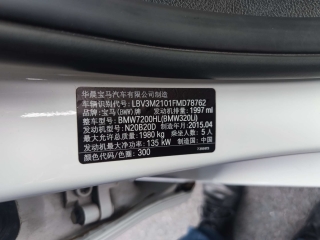 华晨宝马汽车有限公司制造
车辆识别代号: LBV3M2101FMD78762
品牌: 宝马(BMW)牌 发动机排量: 1997 ml
整车型号: BMW7200HL(BMW320Li)
发动机型号: N20B20D 制造年月: 2015.04
最大允许总质量: 1980 kg 乘坐人数: 5 人
发动机最大净功率: 135 kW 制造国: 中国
颜色代码/色塞: 300